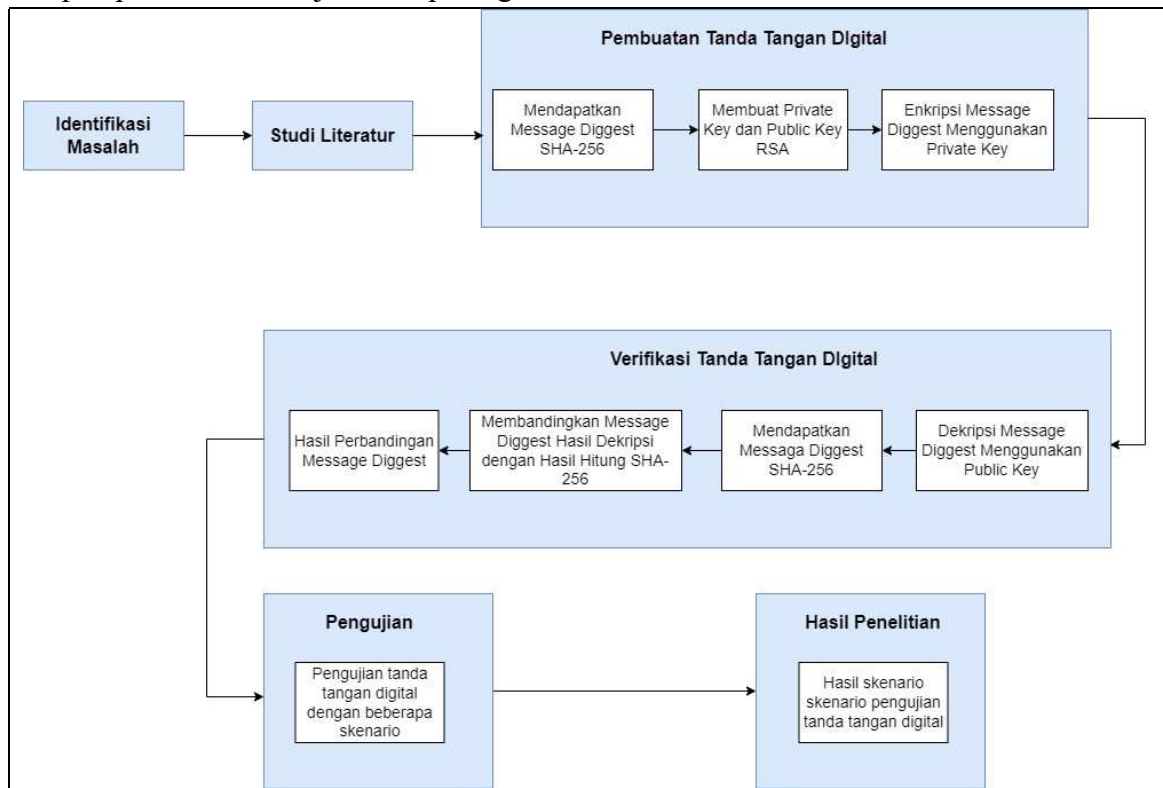 Pembuatan Tanda Tangan DIgital
Identifikasi
Masalah
Studi Literatur
Mendapatkan
Message Diggest
SHA-256
Membuat Private
Key dan Public Key
RSA
Enkripsi Message
Diggest Menggunakan
Private Key
Verifikasi Tanda Tangan DIgital
Dekripsi Message
Diggest Menggunakan
Public Key
Mendapatkan
Messaga Diggest
SHA-256
Membandingkan Message
Diggest Hasil Dekripsi
dengan Hasil Hitung SHA-
256
Hasil Perbandingan
Message Diggest
Pengujian
Pengujian tanda
tangan digital
dengan beberapa
skenario
Hasil Penelitian
Hasil skenario
skenario pengujian
tanda tangan digital